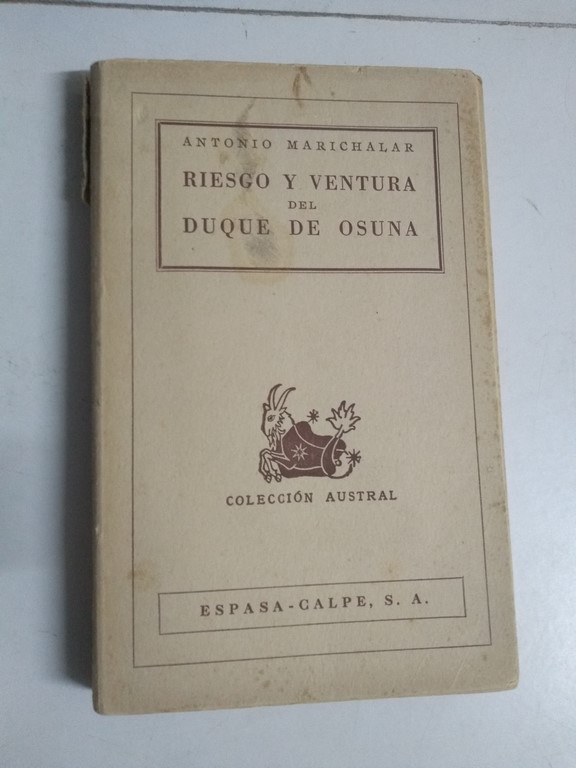 ANTONIO MARICHALAR
RIESGO Y VENTURA
DEL
DUQUE DE OSUNA
COLECCIÓN AUSTRAL
ESPASA-CALPE, S. A.